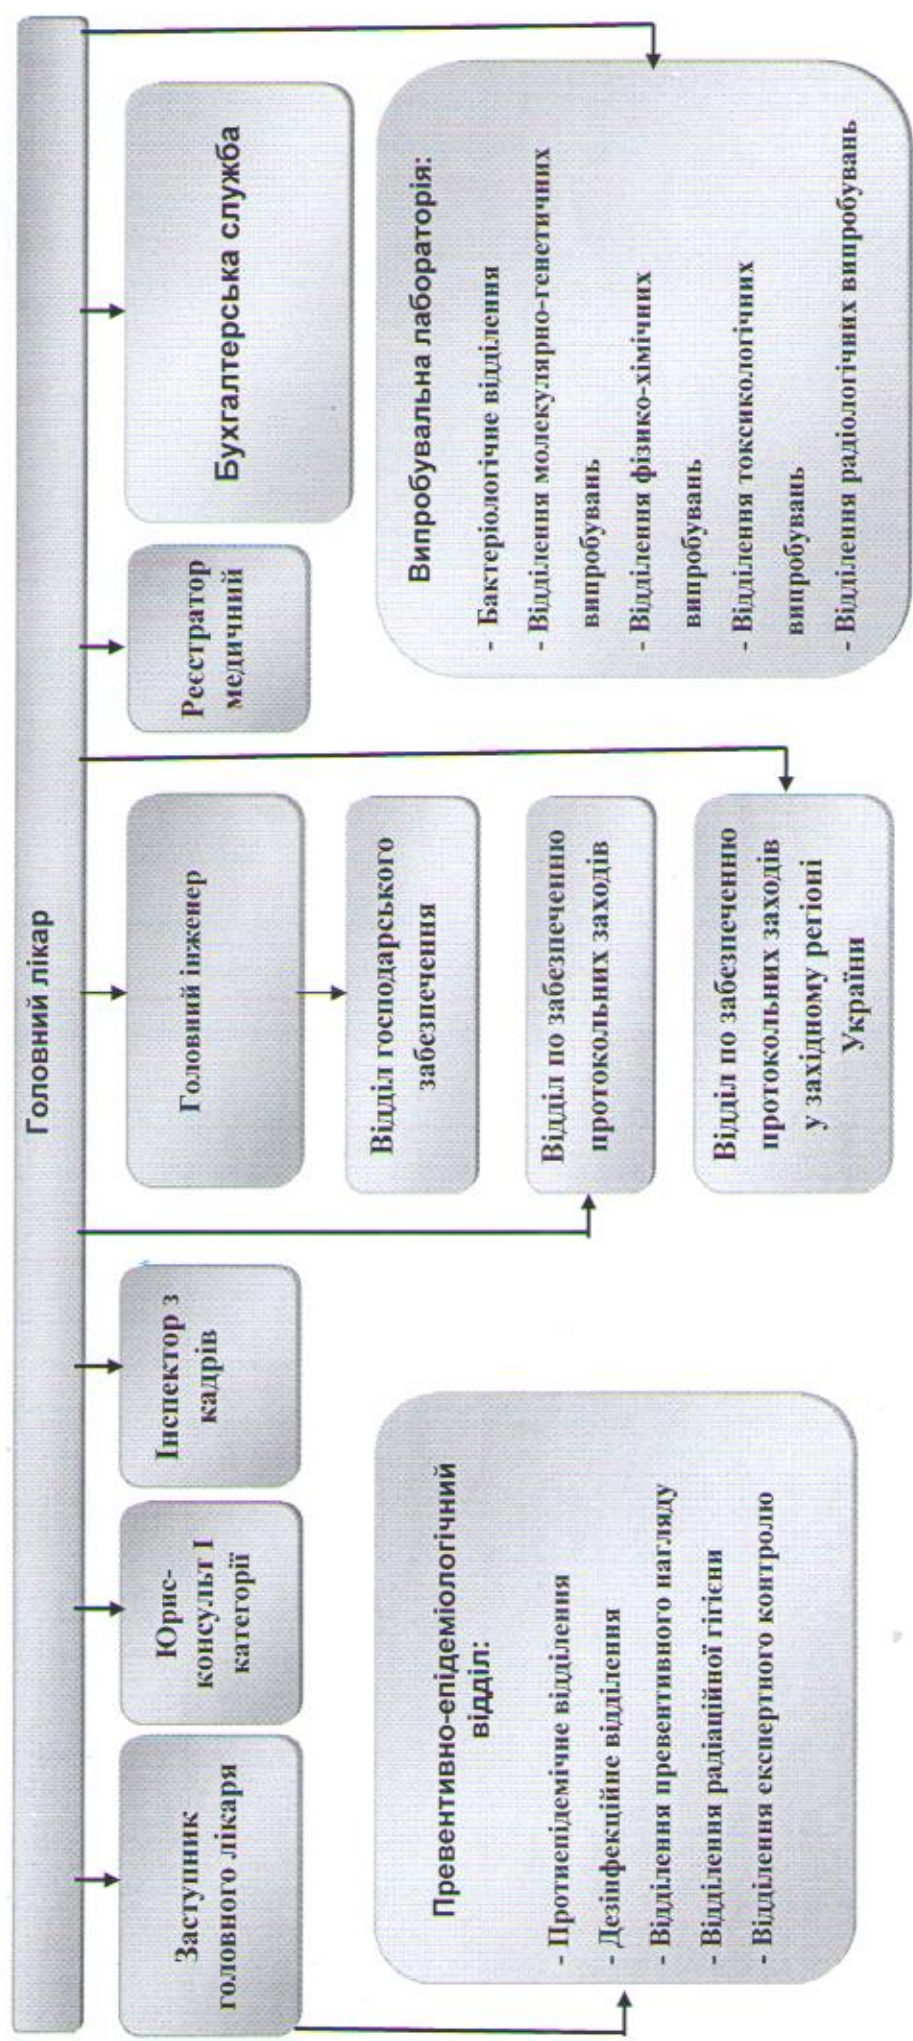 Головний лікар
Заступник
головного лікаря
Юрис-
консульт І
категорії
Інспектор з
кадрів
Головний інженер
Реєстратор
медичний
Бухгалтерська служба
Відділ господарського
забезпечення
Відділ по забезпеченню
протокольних заходів
Відділ по забезпеченню
протокольних заходів
у західному регіоні
України
Превентивно-епідеміологічний
відділ:
- Протиепідемічне відділення
- Дезінфекційне відділення
- Відділення превентивного нагляду
- Відділення радіаційної гігієни
- Відділення експертного контролю
Випробувальна лабораторія:
- Бактеріологічне відділення
- Відділення молекулярно-генетичних
випробувань
- Відділення фізико-хімічних
випробувань
- Відділення токсикологічних
випробувань
- Відділення радіологічних випробувань